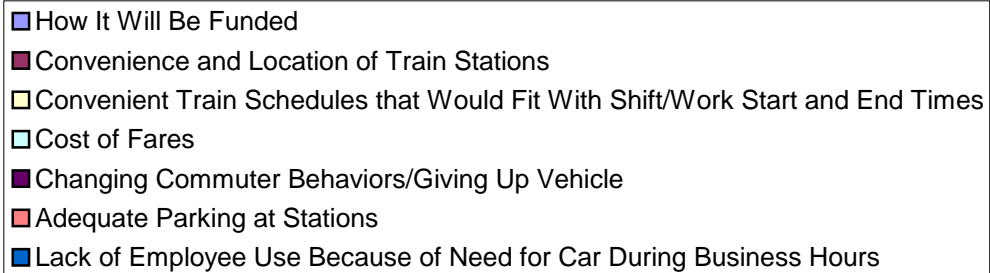 How It Will Be Funded
Convenience and Location of Train Stations
Convenient Train Schedules that Would Fit With Shift/Work Start and End Times
Cost of Fares
Changing Commuter Behaviors/Giving Up Vehicle
Adequate Parking at Stations
Lack of Employee Use Because of Need for Car During Business Hours